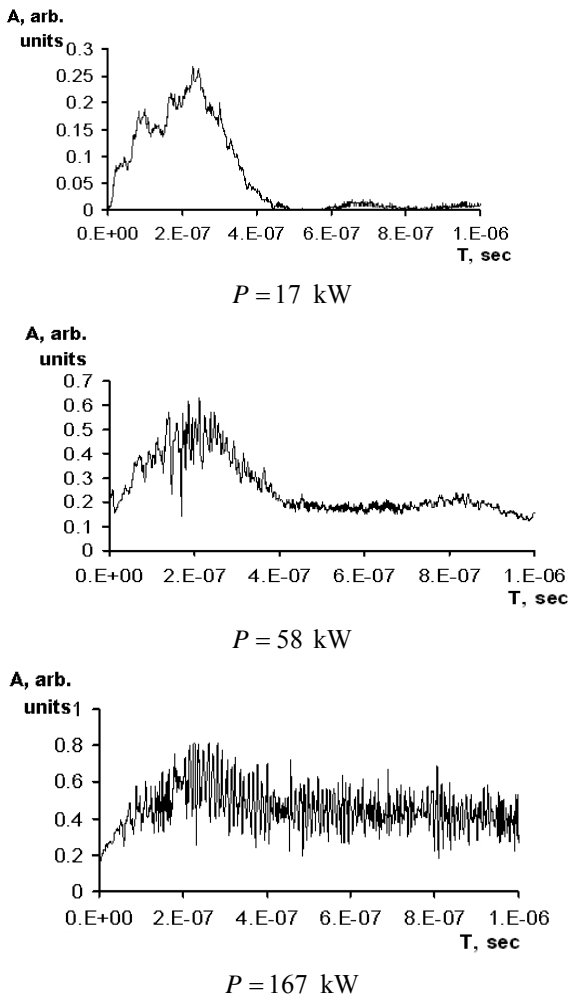 A, arb.
units
0.3
0.25
0.2
0.15
0.1
0.05
0
0.E+00 2.E-07 4.E-07 6.E-07 8.E-07 1.E-06
T, sec
P = 17 kW
A, arb.
units
0.7
0.6
0.5
0.4
0.3
0.2
0.1
0
0.E+00 2.E-07 4.E-07 6.E-07 8.E-07 1.E-06
T, sec
P = 58 kW
A, arb.
units 1
0.8
0.6
0.4
0.2
0
0.E+00 2.E-07 4.E-07 6.E-07 8.E-07 1.E-06
T, sec
P = 167 kW